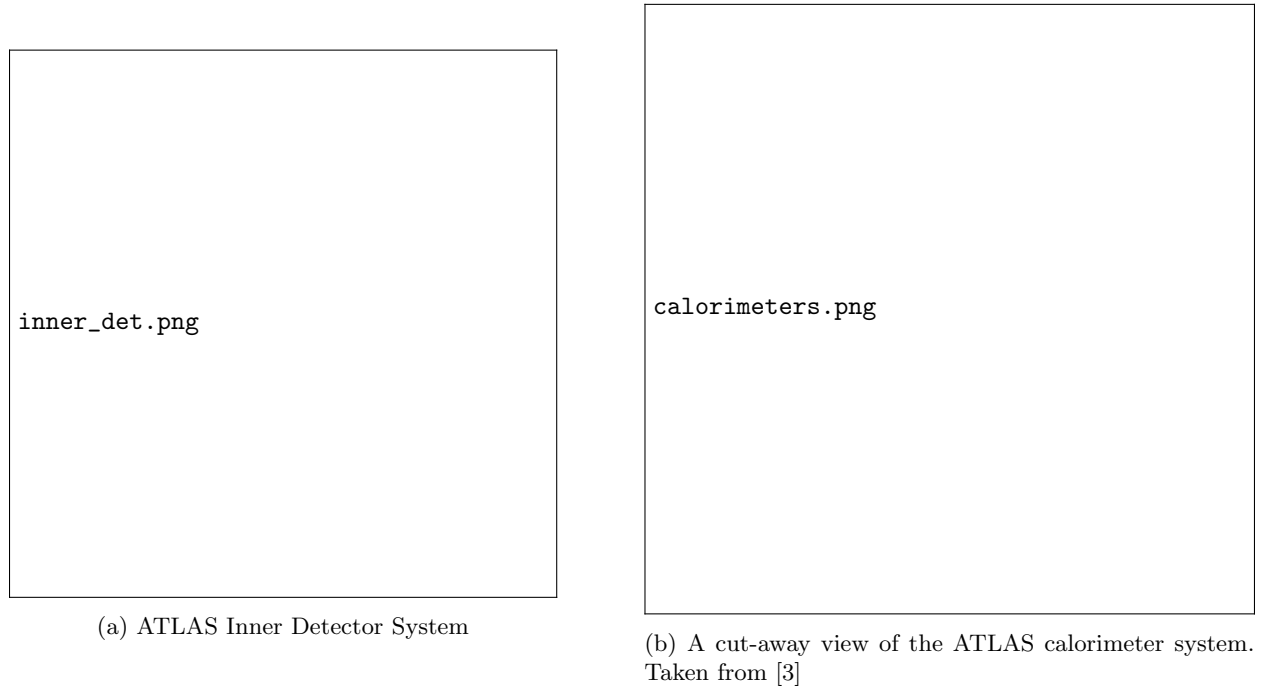 inner_det.png
(a) ATLAS Inner Detector System
calorimeters.png
(b) A cut-away view of the ATLAS calorimeter system.
Taken from [3]